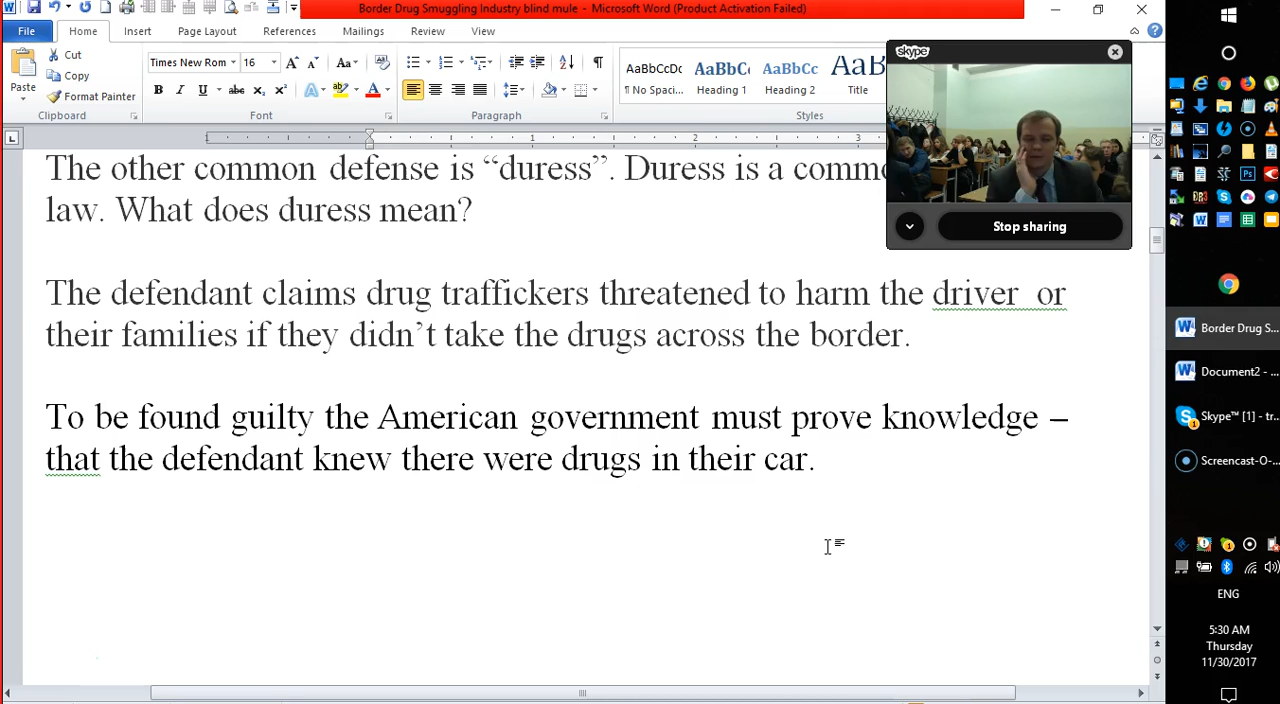 Border Drug Smuggling Industry blind mule - Microsoft Word (Product Activation Failed)
File Home Insert Page Layout References Mailings Review View
Paste
Cut
Copy
Format Painter
Clipboard
Times New Rom 16
Font
Paragraph
AaBbCcDc AaBbCc AaBbCc AaB
¶ No Spaci... Heading 1 Heading 2 Title
Styles
skype
Stop sharing
1 2 3
The other common defense is “duress”. Duress is a commo
law. What does duress mean?
The defendant claims drug traffickers threatened to harm the driver or
their families if they didn’t take the drugs across the border.
To be found guilty the American government must prove knowledge –
that the defendant knew there were drugs in their car.
Border Drug S...
Document2 - ...
Skype™ [1] - tr...
Screencast-O-...
ENG
5:30 AM
Thursday
11/30/2017